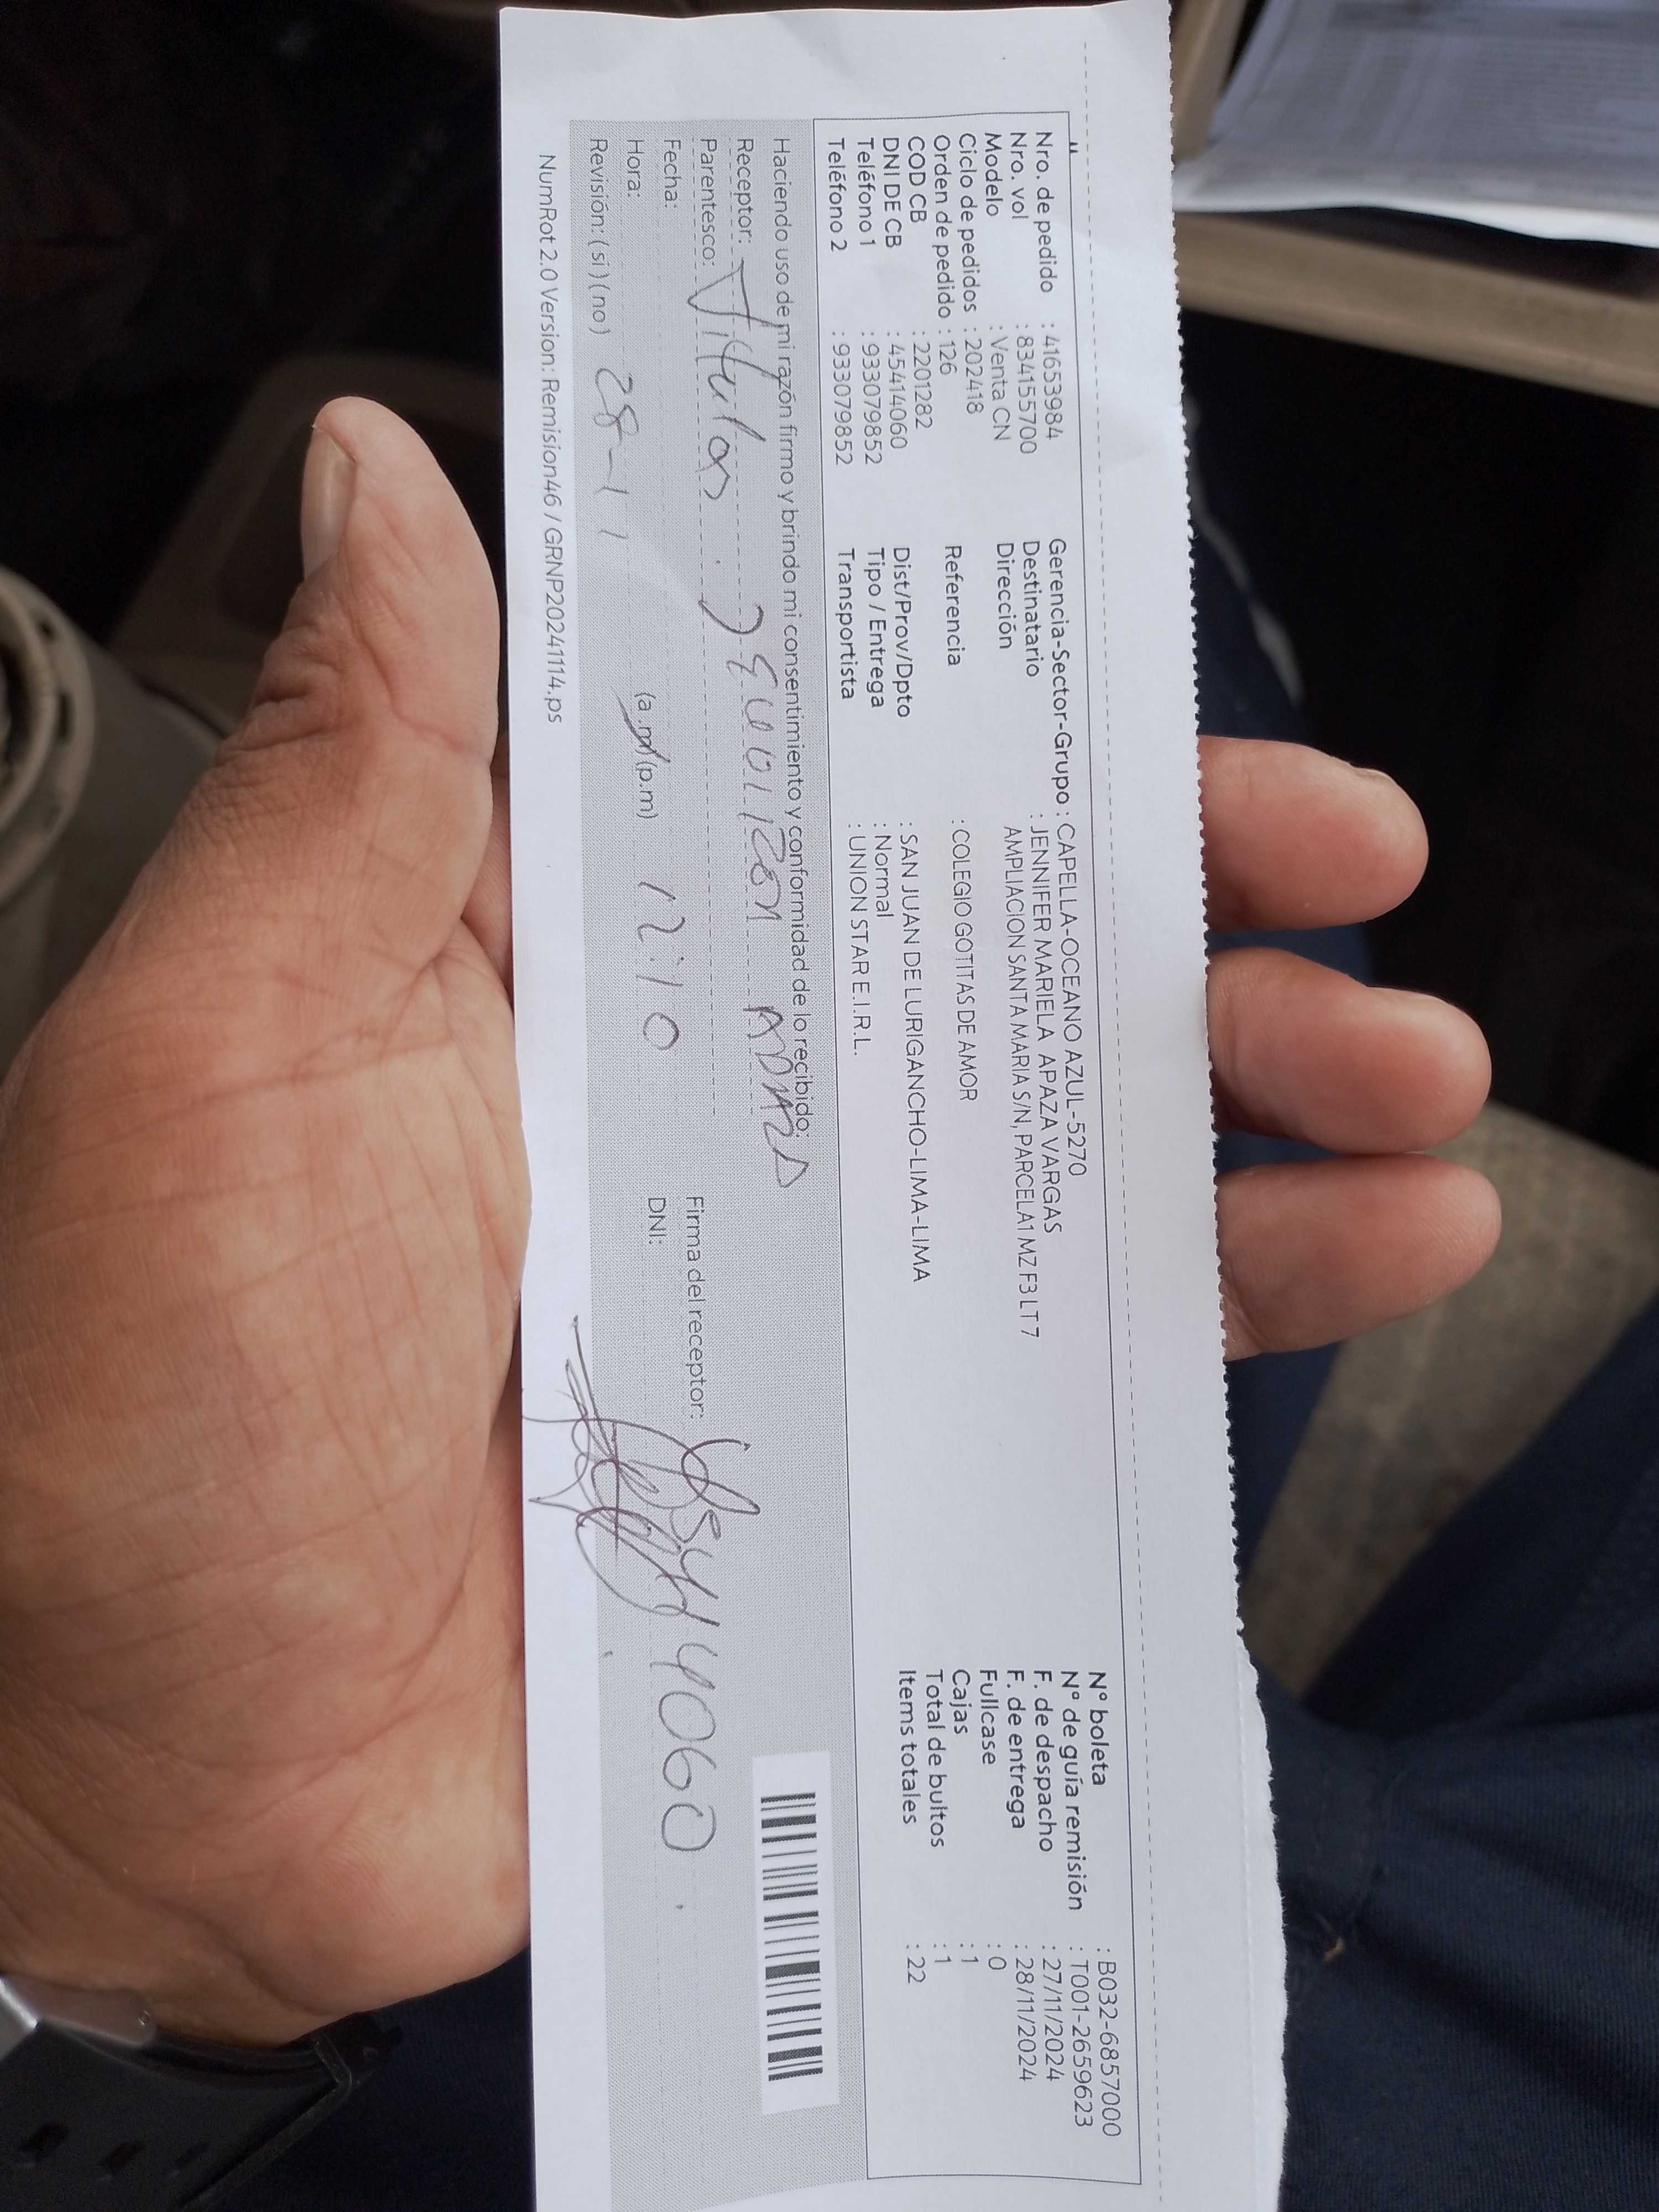 Nro. de pedido : 41653984
Nro. vol : 834155700
Modelo : Venta CN
Ciclo de pedidos : 202418
Orden de pedido : 126
COD CB : 2201282
DNI DE CB : 45414060
Teléfono 1 : 933079852
Teléfono 2 : 933079852
Gerencia-Sector-Grupo : CAPELLA-OCEANO AZUL-5270
Destinatario : JENNIFER MARIELA APAZA VARGAS
Dirección AMPLIACION SANTA MARIA S/N, PARCELA1 MZ F3 LT 7
Referencia : COLEGIO GOTITAS DE AMOR
Dist/Prov/Dpto : SAN JUAN DE LURIGANCHO-LIMA-LIMA
Tipo / Entrega : Normal
Transportista : UNION STAR E.I.R.L.
N° boleta : B032-6857000
N° de guía remisión : T001-2659623
F. de despacho : 27/11/2024
F. de entrega : 28/11/2024
Fullcase : 0
Cajas : 1
Total de bultos : 1
Items totales : 22
Haciendo uso de mi razón firmo y brindo mi consentimiento y conformidad de lo recibido:
Receptor:
Parentesco: Titular
Fecha: 28-11
Hora: (a.m) (p.m) 12:10
Revisión: (si) (no)
Firma del receptor:
DNI: 45414060
NumRot 2.0 Version: Remision46 / GRNP20241114.ps